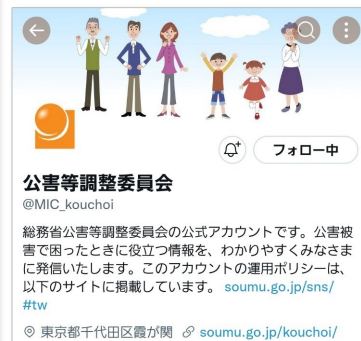 フォロー中
公害等調整委員会
@MIC_kouchoi
総務省公害等調整委員会の公式アカウントです。公害被
害で困ったときに役立つ情報を、わかりやすくみなさま
に発信いたします。このアカウントの運用ポリシーは、
以下のサイトに掲載しています。 soumu.go.jp/sns/
#tw
東京都千代田区霞が関 soumu.go.jp/kouchoi/